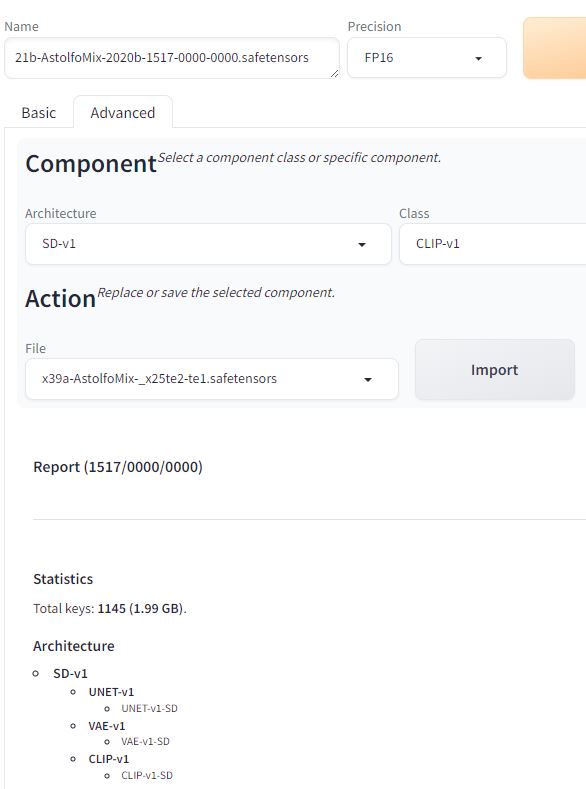 Name
Precision
21b-AstolfoMix-2020b-1517-0000-0000.safetensors
FP16
Basic
Advanced
Component Select a component class or specific component.
Architecture
Class
SD-v1
CLIP-v1
Action Replace or save the selected component.
File
x39a-AstolfoMix-_x25te2-te1.safetensors
Import
Report (1517/0000/0000)
Statistics
Total keys: 1145 (1.99 GB).
Architecture
SD-v1
UNET-v1
UNET-v1-SD
VAE-v1
VAE-v1-SD
CLIP-v1
CLIP-v1-SD